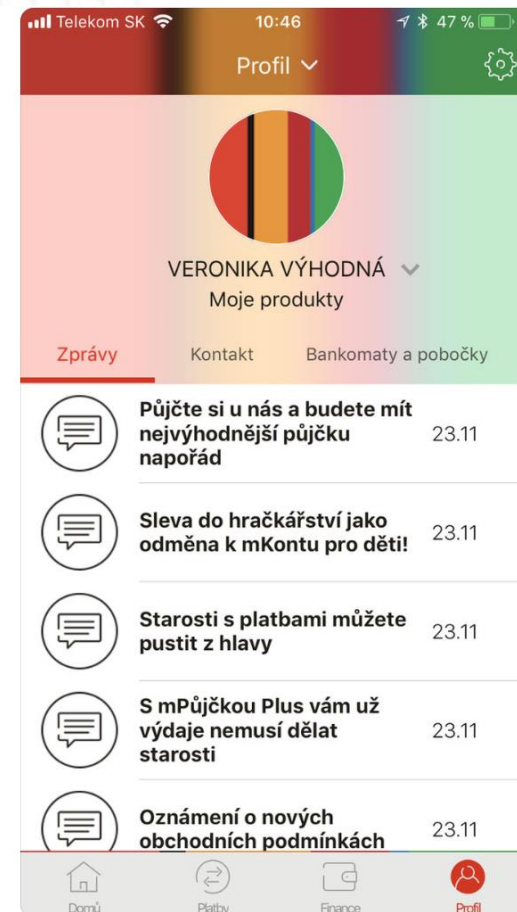 Telekom SK 10:46 47 %
Profil
VERONIKA VÝHODNÁ
Moje produkty
Zprávy Kontakt Bankomaty a pobočky
Půjčte si u nás a budete mít
nejvýhodnější půjčku 23.11
napořád
Sleva do hračkářství jako
odměna k mKontu pro děti! 23.11
Starosti s platbami můžete
pustit z hlavy 23.11
S mPůjčkou Plus vám už
výdaje nemusí dělat 23.11
starosti
Oznámení o nových
obchodních podmínkách 23.11
Domů Platby Finance Profil